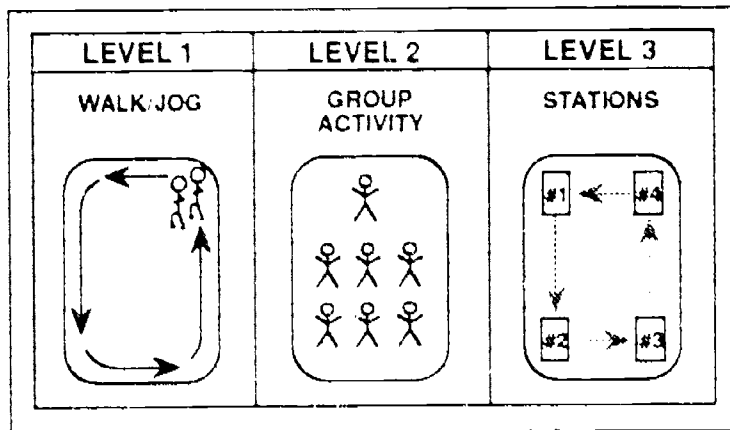 LEVEL 1
LEVEL 2
LEVEL 3
WALK/JOG
GROUP
ACTIVITY
STATIONS
#1
#4
#2
#3